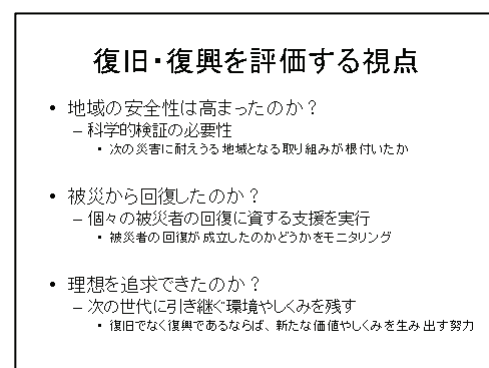 復旧・復興を評価する視点
• 地域の安全性は高まったのか？
– 科学的検証の必要性
• 次の災害に耐えうる地域となる取り組みが根付いたか
• 被災から回復したのか？
– 個々の被災者の回復に資する支援を実行
• 被災者の回復が成立したのかどうかをモニタリング
• 理想を追求できたのか？
– 次の世代に引き継ぐ環境やしくみを残す
• 復旧でなく復興であるならば、新たな価値やしくみを生み出す努力